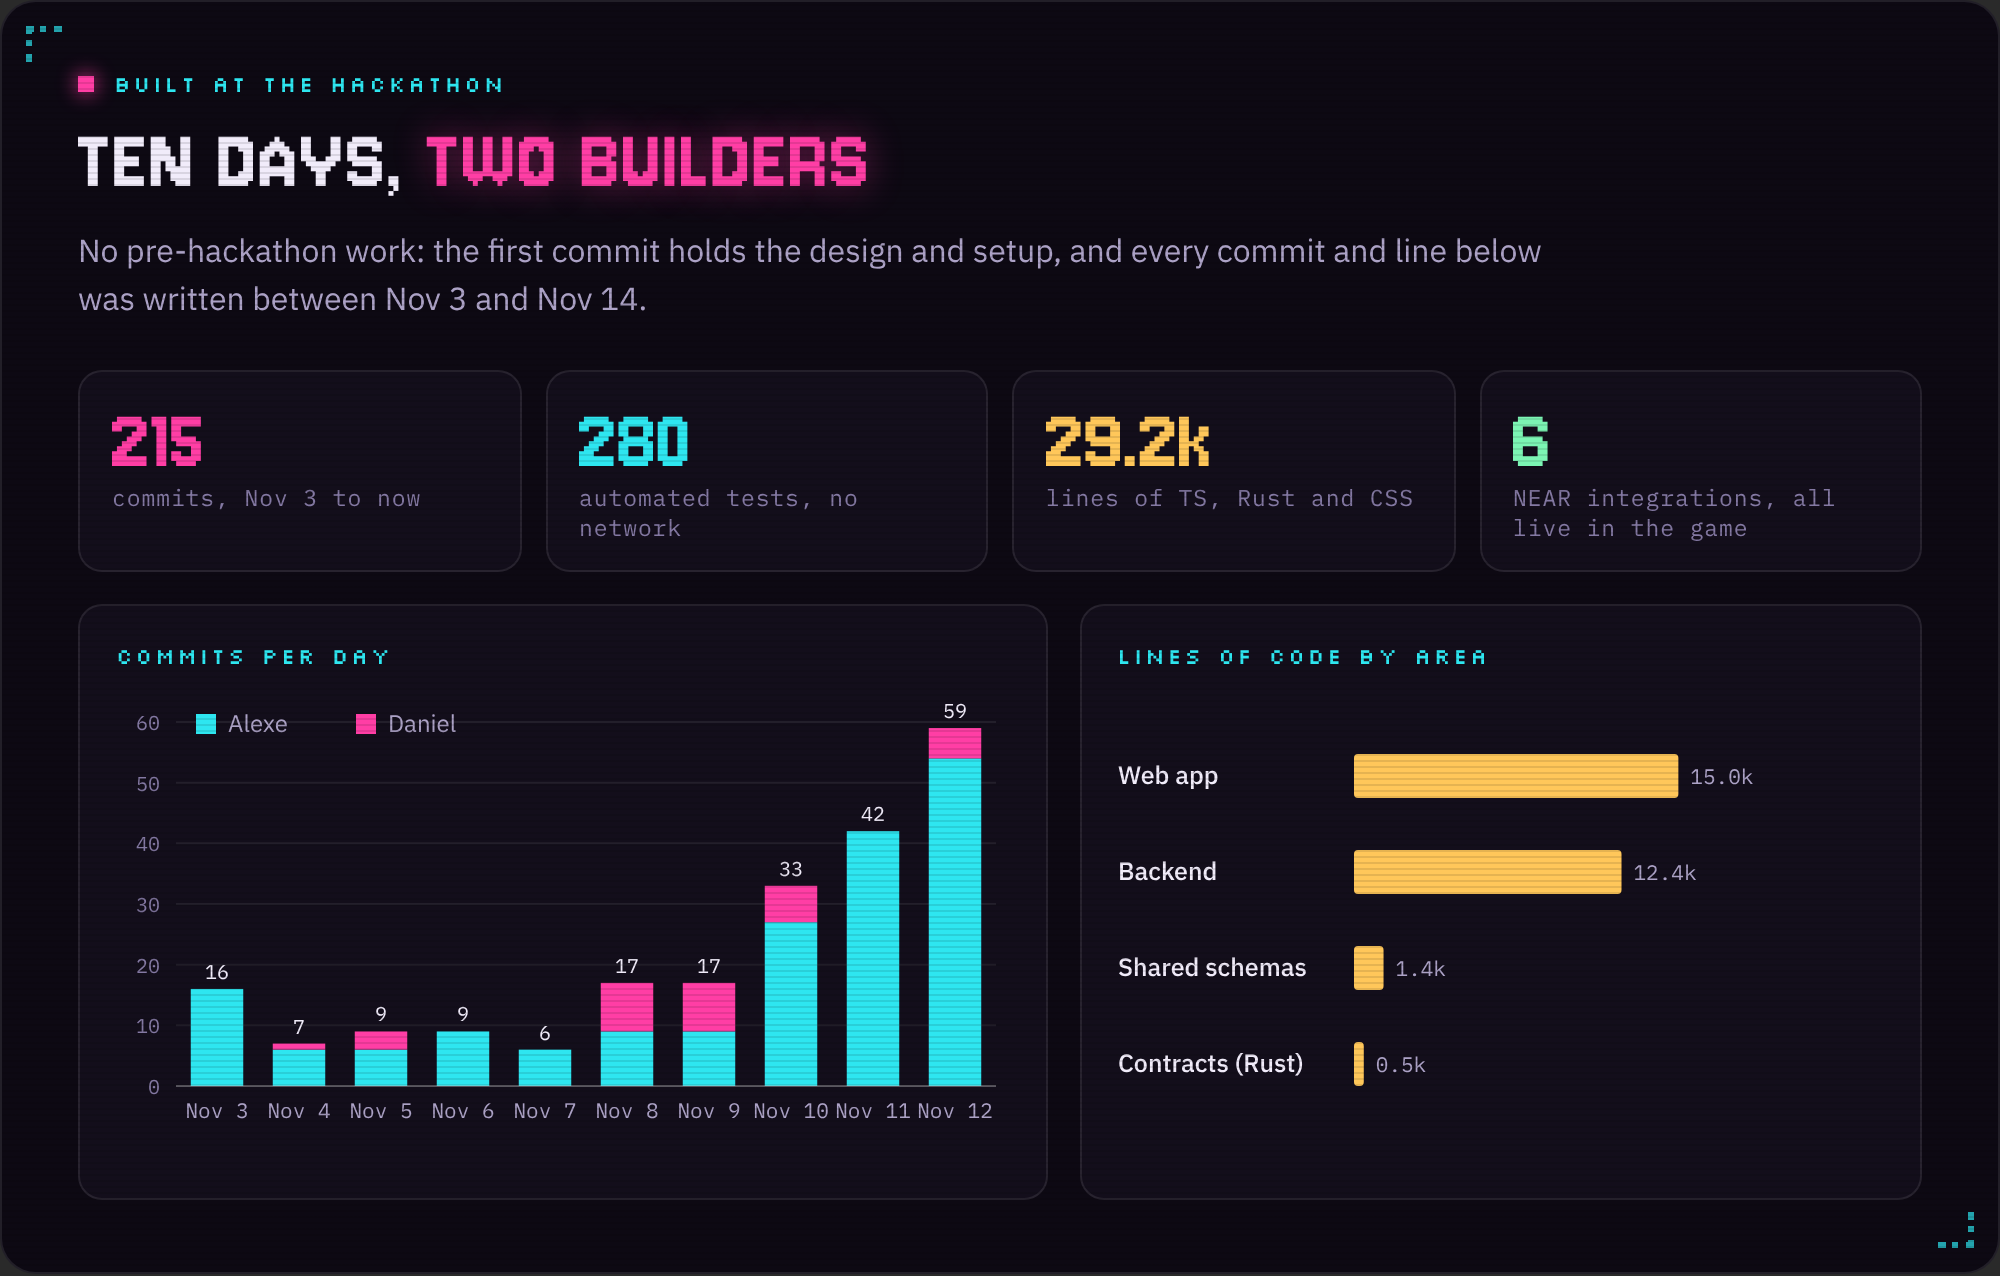 BUILT AT THE HACKATHON
TEN DAYS, TWO BUILDERS
No pre-hackathon work: the first commit holds the design and setup, and every commit and line below
was written between Nov 3 and Nov 14.
215
commits, Nov 3 to now
280
automated tests, no
network
29.2k
lines of TS, Rust and CSS
6
NEAR integrations, all
live in the game
COMMITS PER DAY
Alexe
Daniel
60
50
40
30
20
10
0
16
7
9
9
6
17
17
33
42
59
Nov 3 Nov 4 Nov 5 Nov 6 Nov 7 Nov 8 Nov 9 Nov 10 Nov 11 Nov 12
LINES OF CODE BY AREA
Web app 15.0k
Backend 12.4k
Shared schemas 1.4k
Contracts (Rust) 0.5k